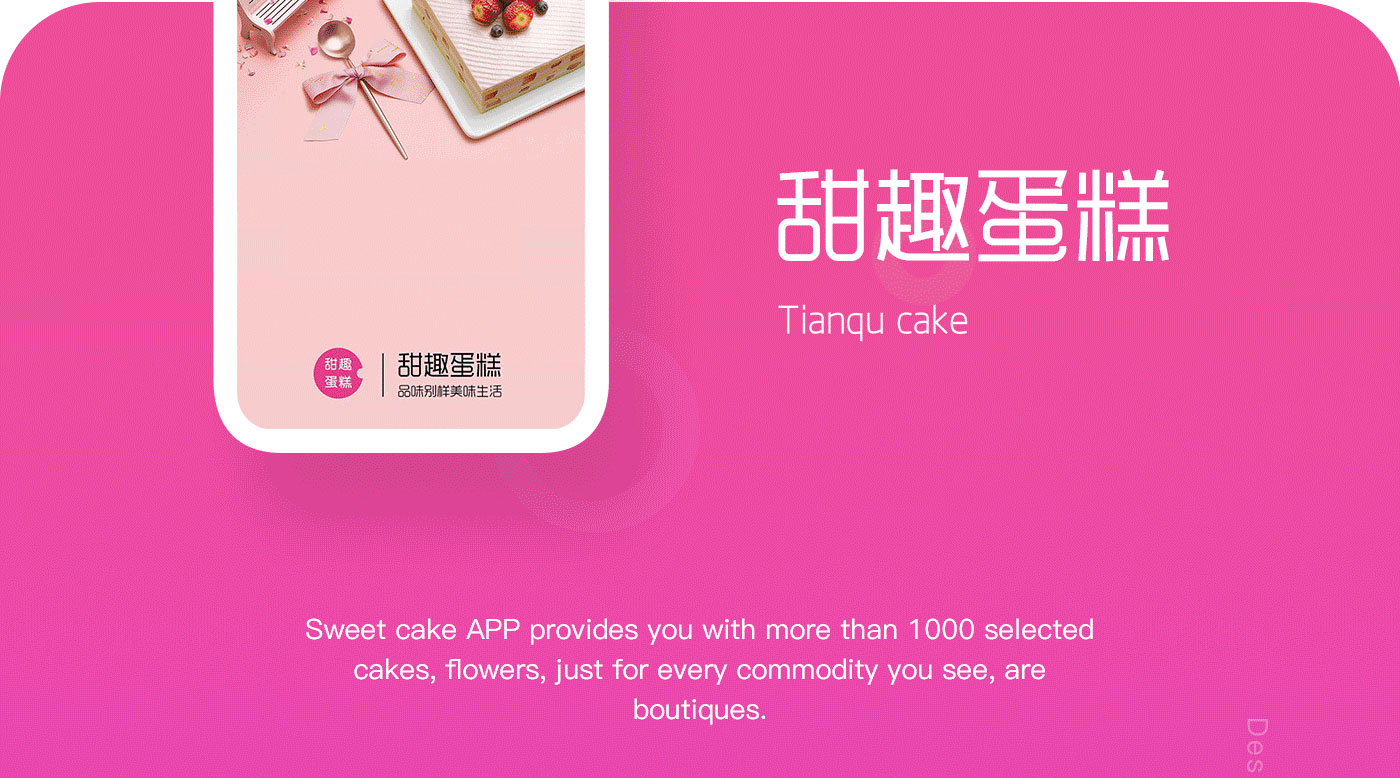 甜趣蛋糕
Tianqu cake
甜趣
蛋糕
甜趣蛋糕
品味别样美味生活
Sweet cake APP provides you with more than 1000 selected
cakes, flowers, just for every commodity you see, are
boutiques.
Des